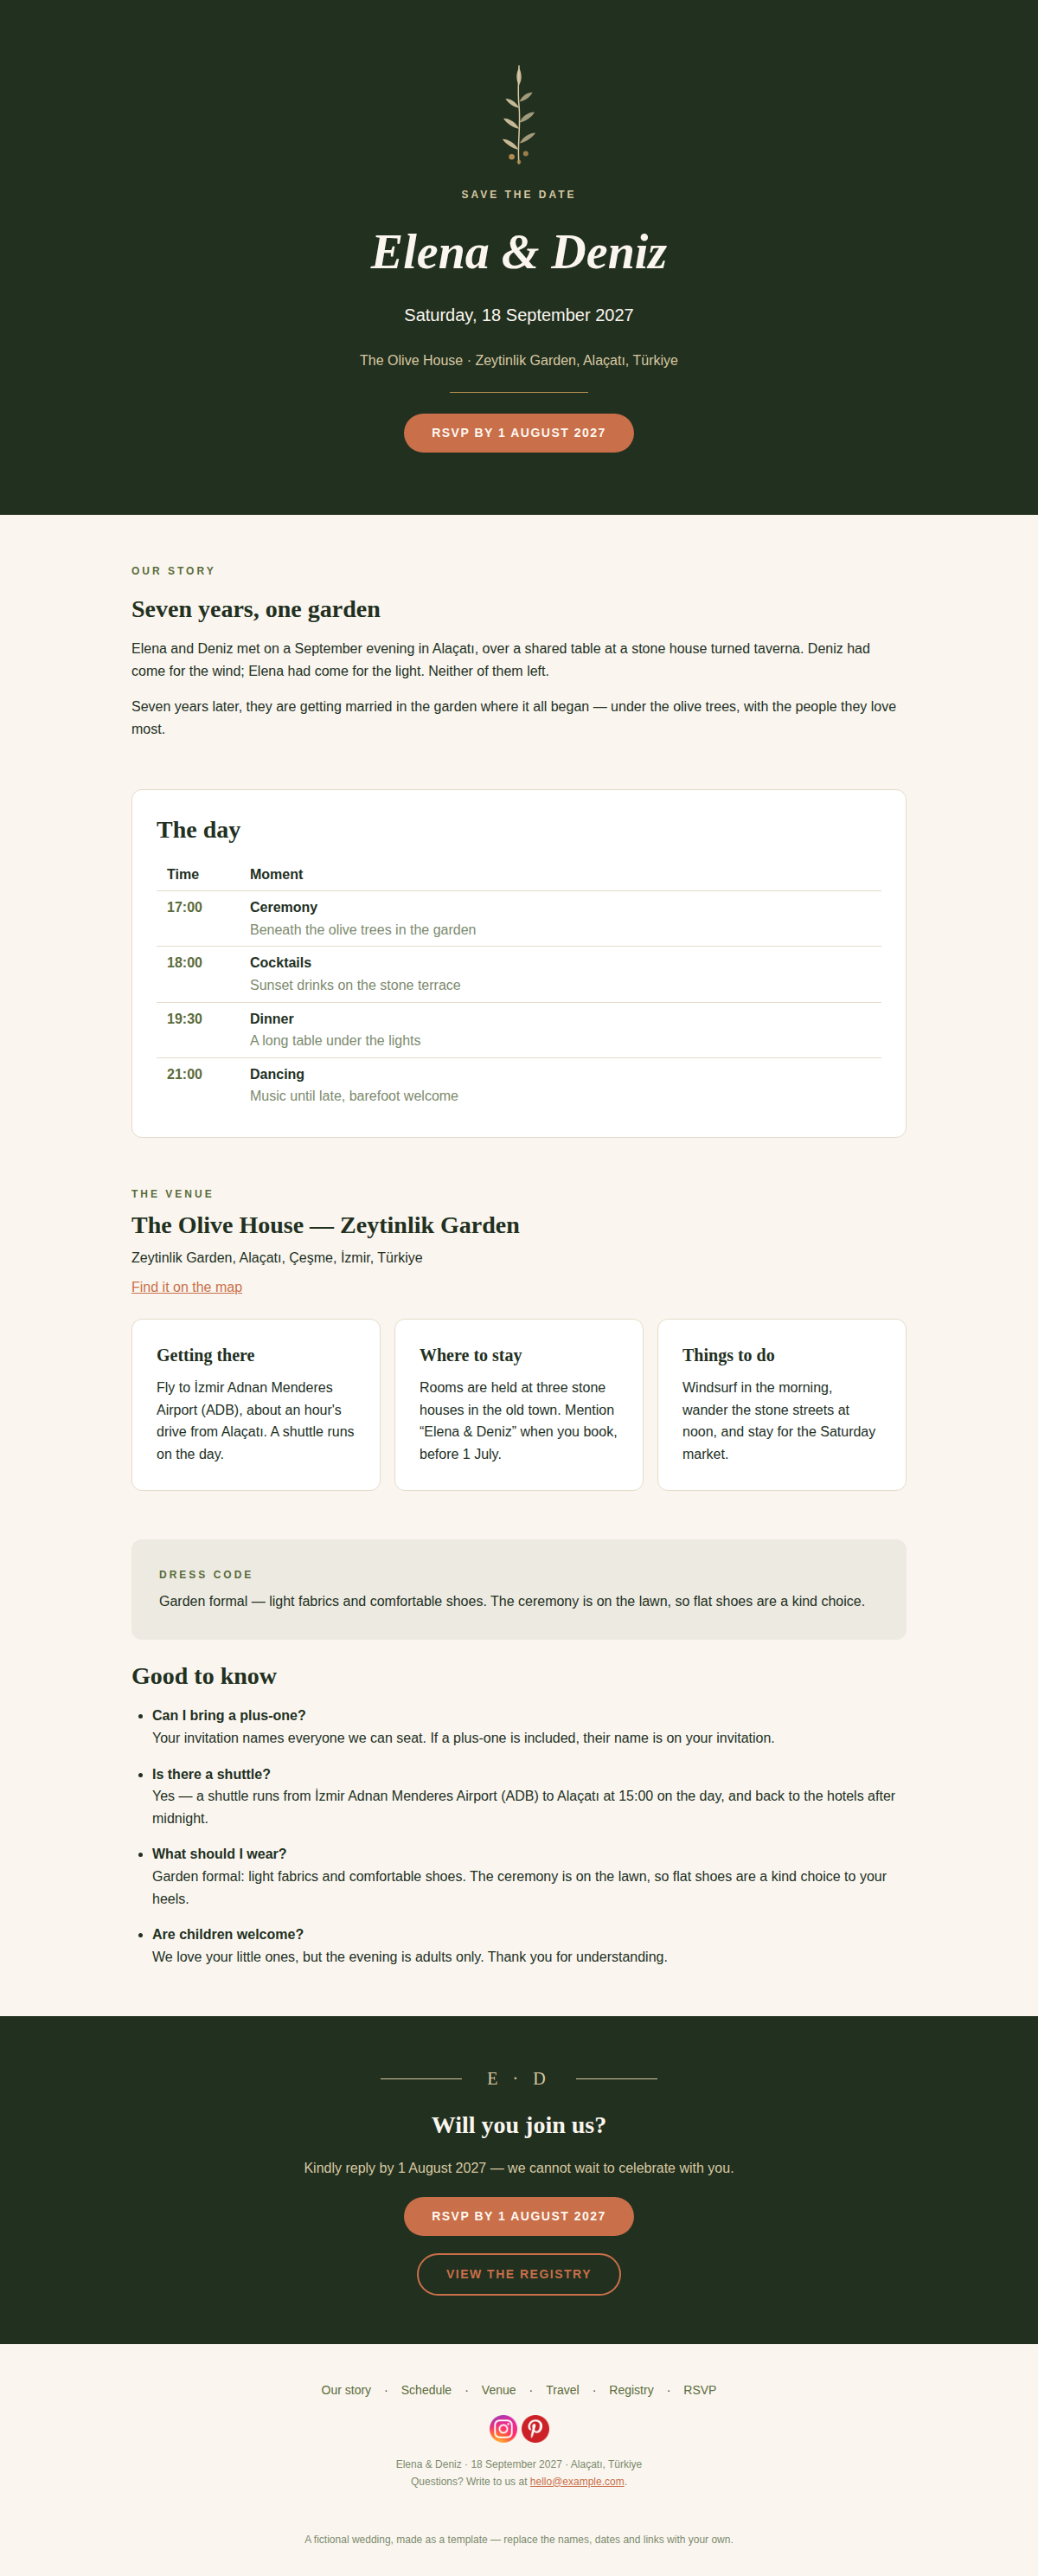 SAVE THE DATE
Elena & Deniz
Saturday, 18 September 2027
The Olive House · Zeytinlik Garden, Alaçatı, Türkiye
RSVP BY 1 AUGUST 2027
OUR STORY
Seven years, one garden
Elena and Deniz met on a September evening in Alaçatı, over a shared table at a stone house turned taverna. Deniz had
come for the wind; Elena had come for the light. Neither of them left.
Seven years later, they are getting married in the garden where it all began — under the olive trees, with the people they love
most.
The day
Time Moment
17:00 Ceremony
Beneath the olive trees in the garden
18:00 Cocktails
Sunset drinks on the stone terrace
19:30 Dinner
A long table under the lights
21:00 Dancing
Music until late, barefoot welcome
THE VENUE
The Olive House — Zeytinlik Garden
Zeytinlik Garden, Alaçatı, Çeşme, İzmir, Türkiye
Find it on the map
Getting there
Fly to İzmir Adnan Menderes
Airport (ADB), about an hour's
drive from Alaçatı. A shuttle runs
on the day.
Where to stay
Rooms are held at three stone
houses in the old town. Mention
“Elena & Deniz” when you book,
before 1 July.
Things to do
Windsurf in the morning,
wander the stone streets at
noon, and stay for the Saturday
market.
DRESS CODE
Garden formal — light fabrics and comfortable shoes. The ceremony is on the lawn, so flat shoes are a kind choice.
Good to know
• Can I bring a plus-one?
Your invitation names everyone we can seat. If a plus-one is included, their name is on your invitation.
• Is there a shuttle?
Yes — a shuttle runs from İzmir Adnan Menderes Airport (ADB) to Alaçatı at 15:00 on the day, and back to the hotels after
midnight.
• What should I wear?
Garden formal: light fabrics and comfortable shoes. The ceremony is on the lawn, so flat shoes are a kind choice to your
heels.
• Are children welcome?
We love your little ones, but the evening is adults only. Thank you for understanding.
E · D
Will you join us?
Kindly reply by 1 August 2027 — we cannot wait to celebrate with you.
RSVP BY 1 AUGUST 2027
VIEW THE REGISTRY
Our story · Schedule · Venue · Travel · Registry · RSVP
Elena & Deniz · 18 September 2027 · Alaçatı, Türkiye
Questions? Write to us at hello@example.com.
A fictional wedding, made as a template — replace the names, dates and links with your own.